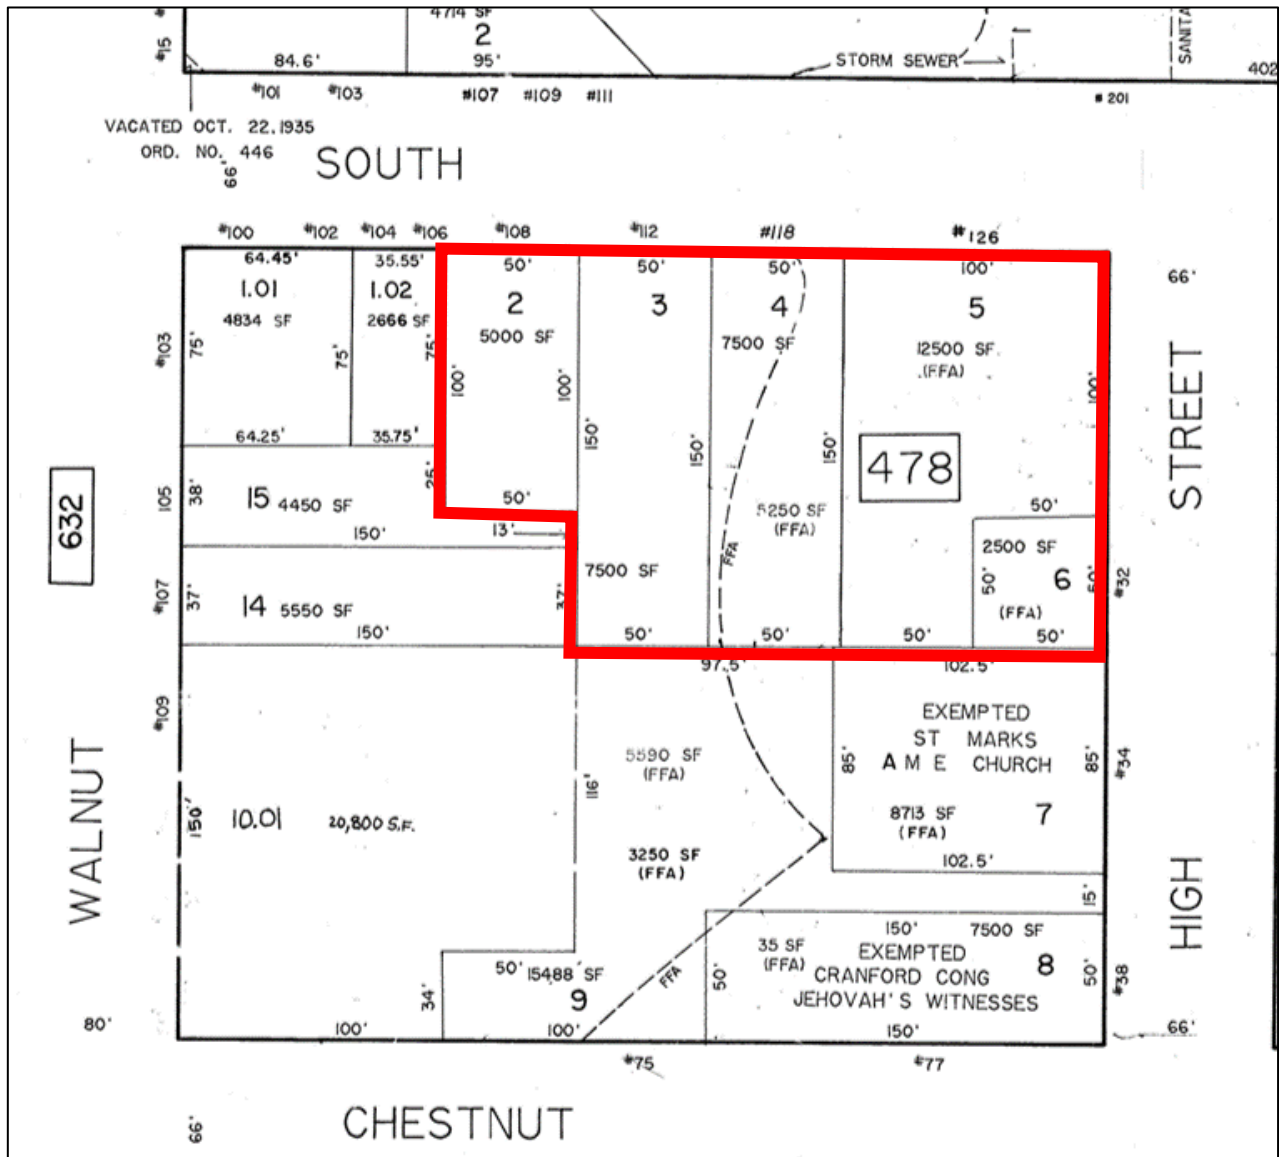 4714 SF
2
#15
84.6'
95'
STORM SEWER
SANITA
402
#101
#103
#107
#109
#111
# 201
VACATED OCT. 22, 1935
ORD. NO. 446
66'
SOUTH
#100
#102
#104
#106
#108
#112
#118
#126
64.45'
35.55'
50'
50'
50'
100'
66'
1.01
1.02
2
3
4
5
4834 SF
2666 SF
5000 SF
7500 SF
12500 SF
(FFA)
#103
75'
75'
75'
100'
100'
150'
150'
150'
100'
STREET
64.25'
35.75'
25'
478
632
105
38'
15 4450 SF
50'
50'
150'
13'
5250 SF
(FFA)
FFA
2500 SF
#107
37'
14 5550 SF
37'
7500 SF
50'
6
50'
#32
(FFA)
150'
50'
50'
50'
50'
97.5'
102.5'
#109
EXEMPTED
ST MARKS
A M E CHURCH
5590 SF
(FFA)
85'
85'
#34
116'
WALNUT
150'
10.01
20,800 S.F.
8713 SF
(FFA)
7
3250 SF
(FFA)
102.5'
15'
HIGH
150'
7500 SF
35 SF
(FFA)
EXEMPTED
CRANFORD CONG
JEHOVAH'S WITNESSES
8
50'
50'
#38
50'
15488 SF
9
FFA
34'
80'
100'
100'
150'
66'
#75
#77
66'
CHESTNUT